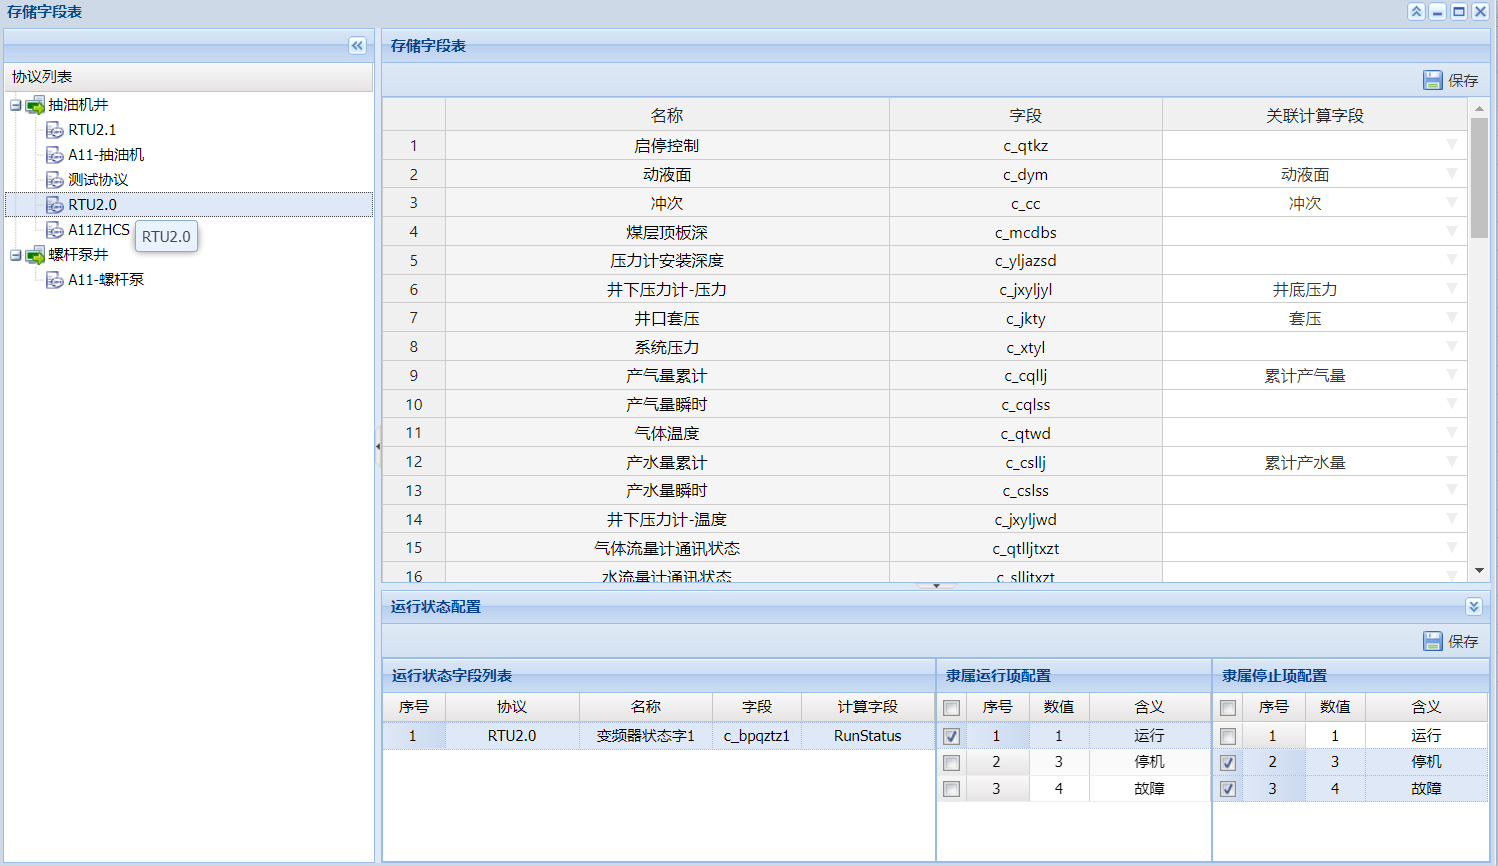 存储字段表
协议列表
抽油机井
RTU2.1
A11-抽油机
测试协议
RTU2.0
A11ZHCS
RTU2.0
螺杆泵井
A11-螺杆泵
存储字段表
保存
名称 字段 关联计算字段
1 启停控制 c_qtkz
2 动液面 c_dym 动液面
3 冲次 c_cc 冲次
4 煤层顶板深 c_mcdbs
5 压力计安装深度 c_yljazsd
6 井下压力计-压力 c_jxyljyl 井底压力
7 井口套压 c_jkty 套压
8 系统压力 c_xtyl
9 产气量累计 c_cqllj 累计产气量
10 产气量瞬时 c_cqlss
11 气体温度 c_qtwd
12 产水量累计 c_csllj 累计产水量
13 产水量瞬时 c_cslss
14 井下压力计-温度 c_jxyljwd
15 气体流量计通讯状态 c_qtlljtxzt
16 水流量计通讯状态 c_slljtxzt
运行状态配置
保存
运行状态字段列表
序号 协议 名称 字段 计算字段
1 RTU2.0 变频器状态字1 c_bpqztz1 RunStatus
隶属运行项配置
序号 数值 含义
1 1 运行
2 3 停机
3 4 故障
隶属停止项配置
序号 数值 含义
1 1 运行
2 3 停机
3 4 故障